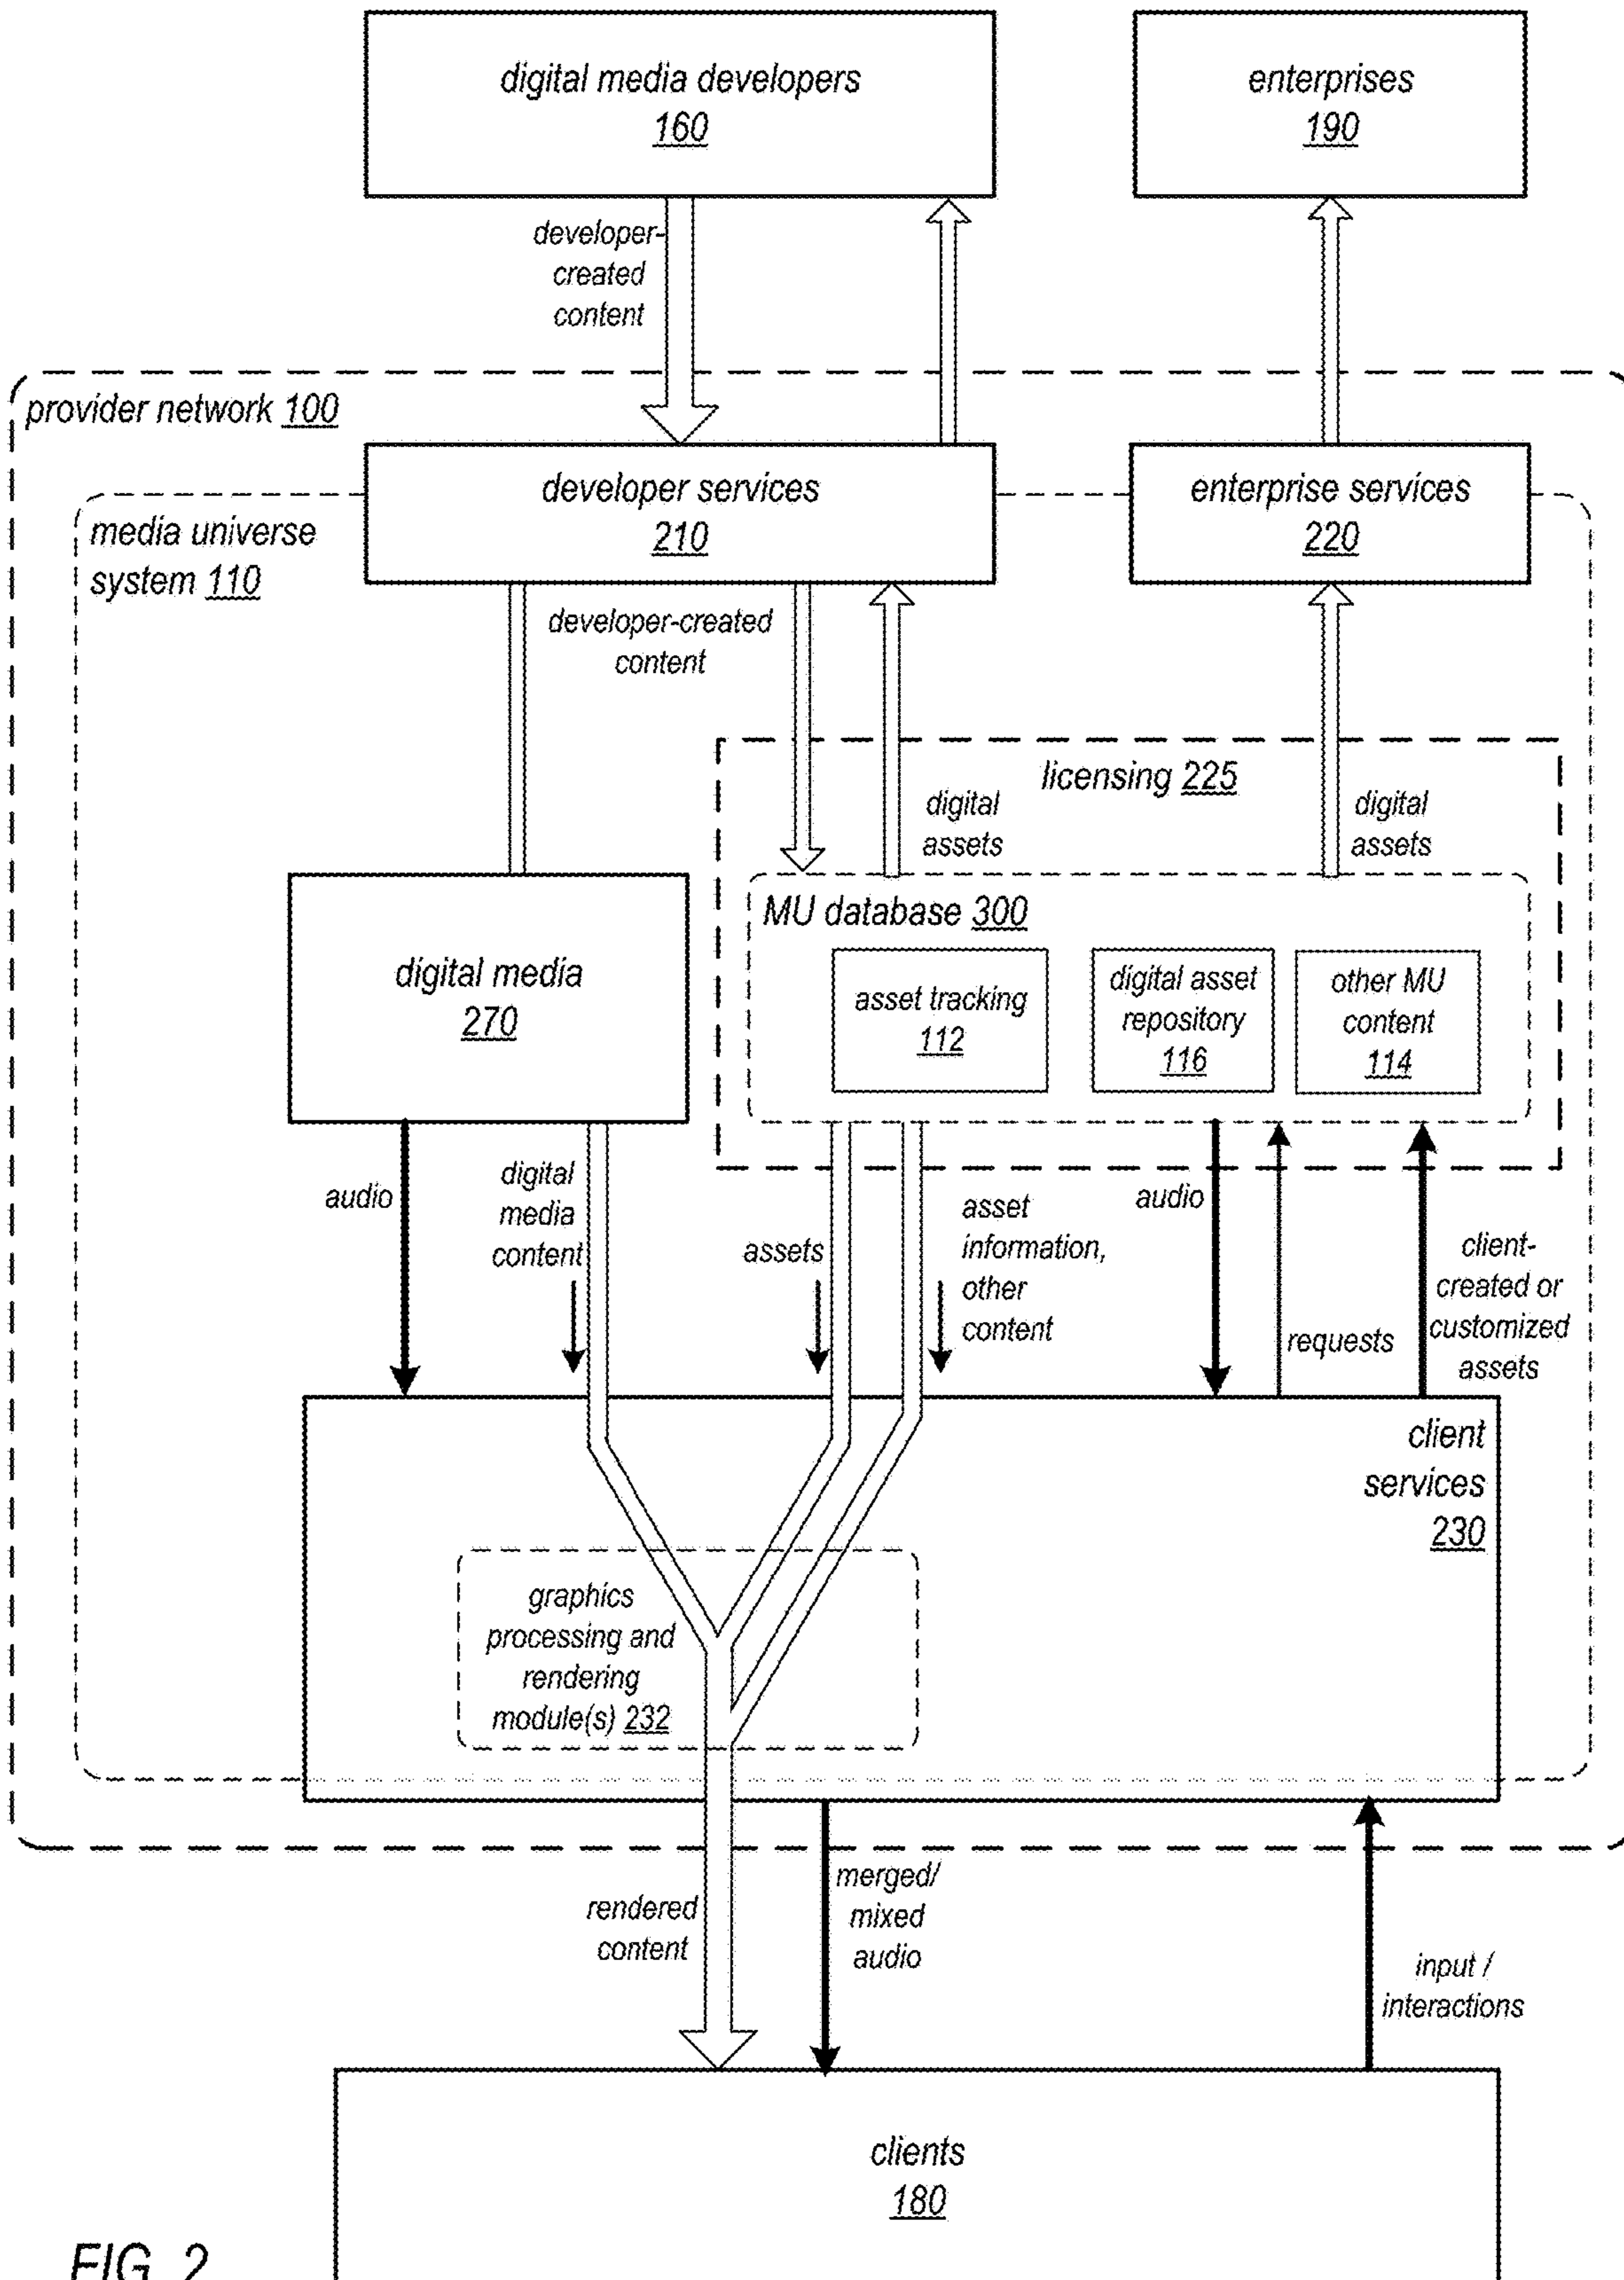 digital media developers
160
enterprises
190
developer-
created
content
provider network 100
developer services
210
enterprise services
220
media universe
system 110
developer-created
content
licensing 225
digital
assets
digital
assets
MU database 300
digital media
270
asset tracking
112
digital asset
repository
116
other MU
content
114
audio
digital
media
content
assets
asset
information,
other
content
audio
requests
client-
created or
customized
assets
client
services
230
graphics
processing and
rendering
module(s) 232
rendered
content
merged/
mixed
audio
input /
interactions
clients
180
FIG. 2